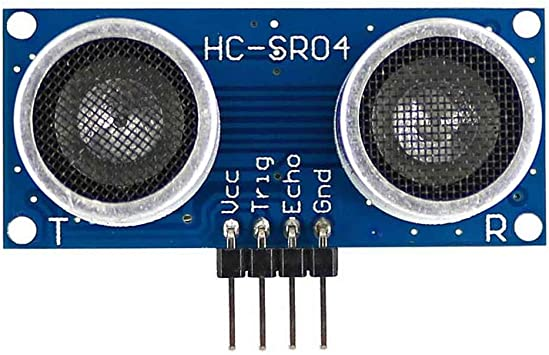 HC-SR04
Vcc
Trig
Echo
Gnd
T
R